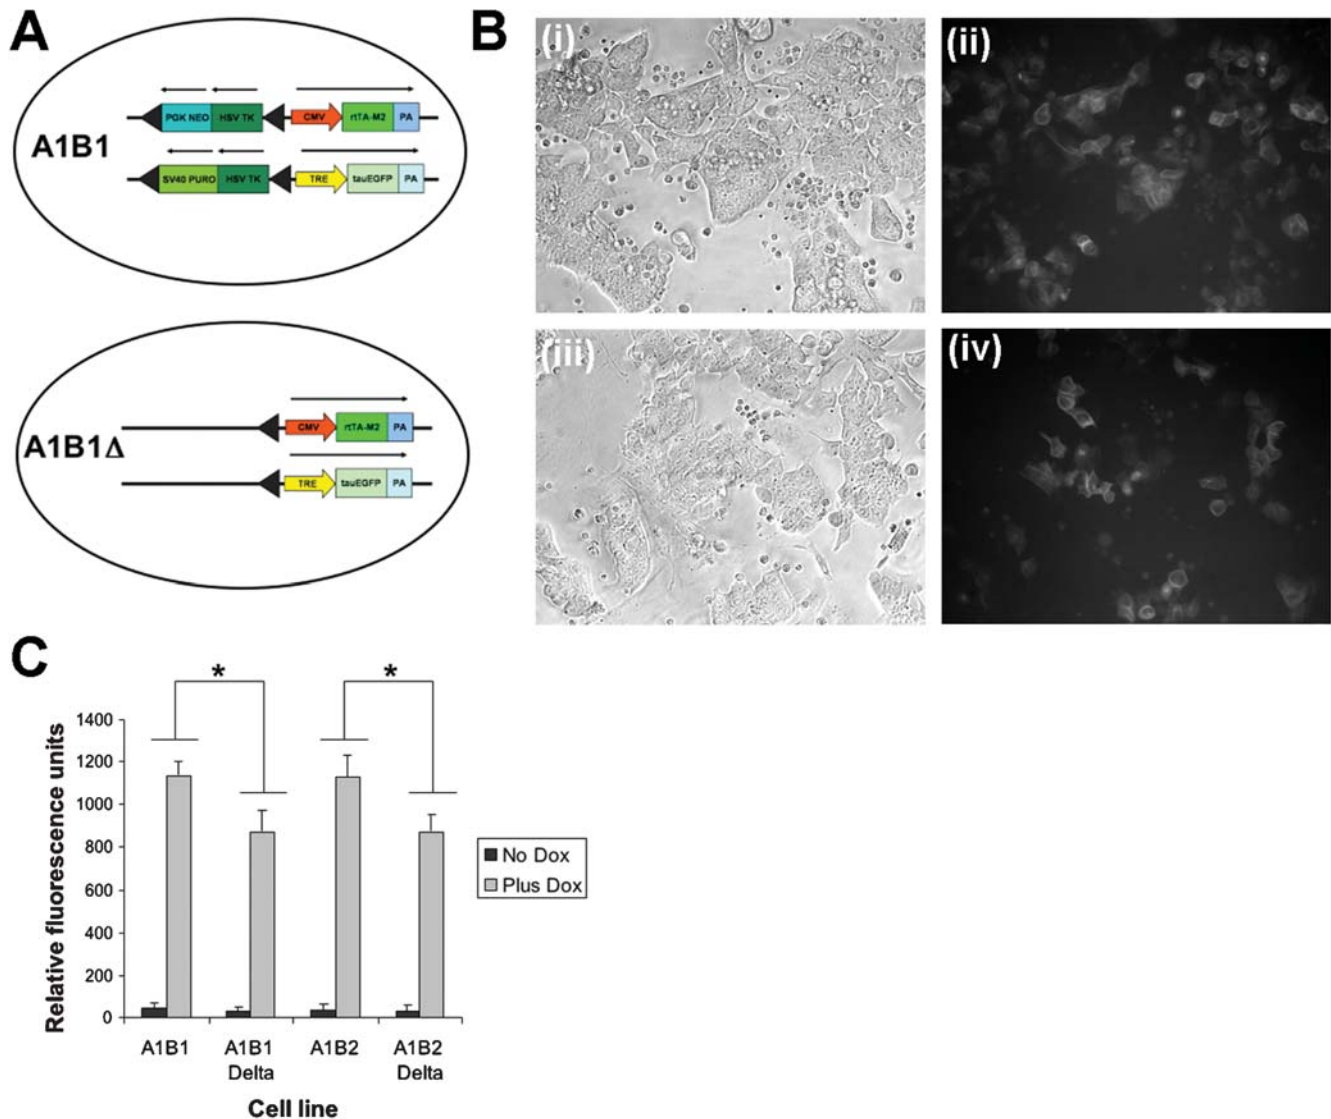 A
A1B1
PGK NEO
HSV TK
CMV
rtTA-M2
PA
SV40 PURO
HSV TK
TRE
tauEGFP
PA
A1B1Δ
CMV
rtTA-M2
PA
TRE
tauEGFP
PA
B
(i)
(ii)
(iii)
(iv)
C
* *
Relative fluorescence units
1400
1200
1000
800
600
400
200
0
A1B1
A1B1 Delta
A1B2
A1B2 Delta
Cell line
No Dox
Plus Dox